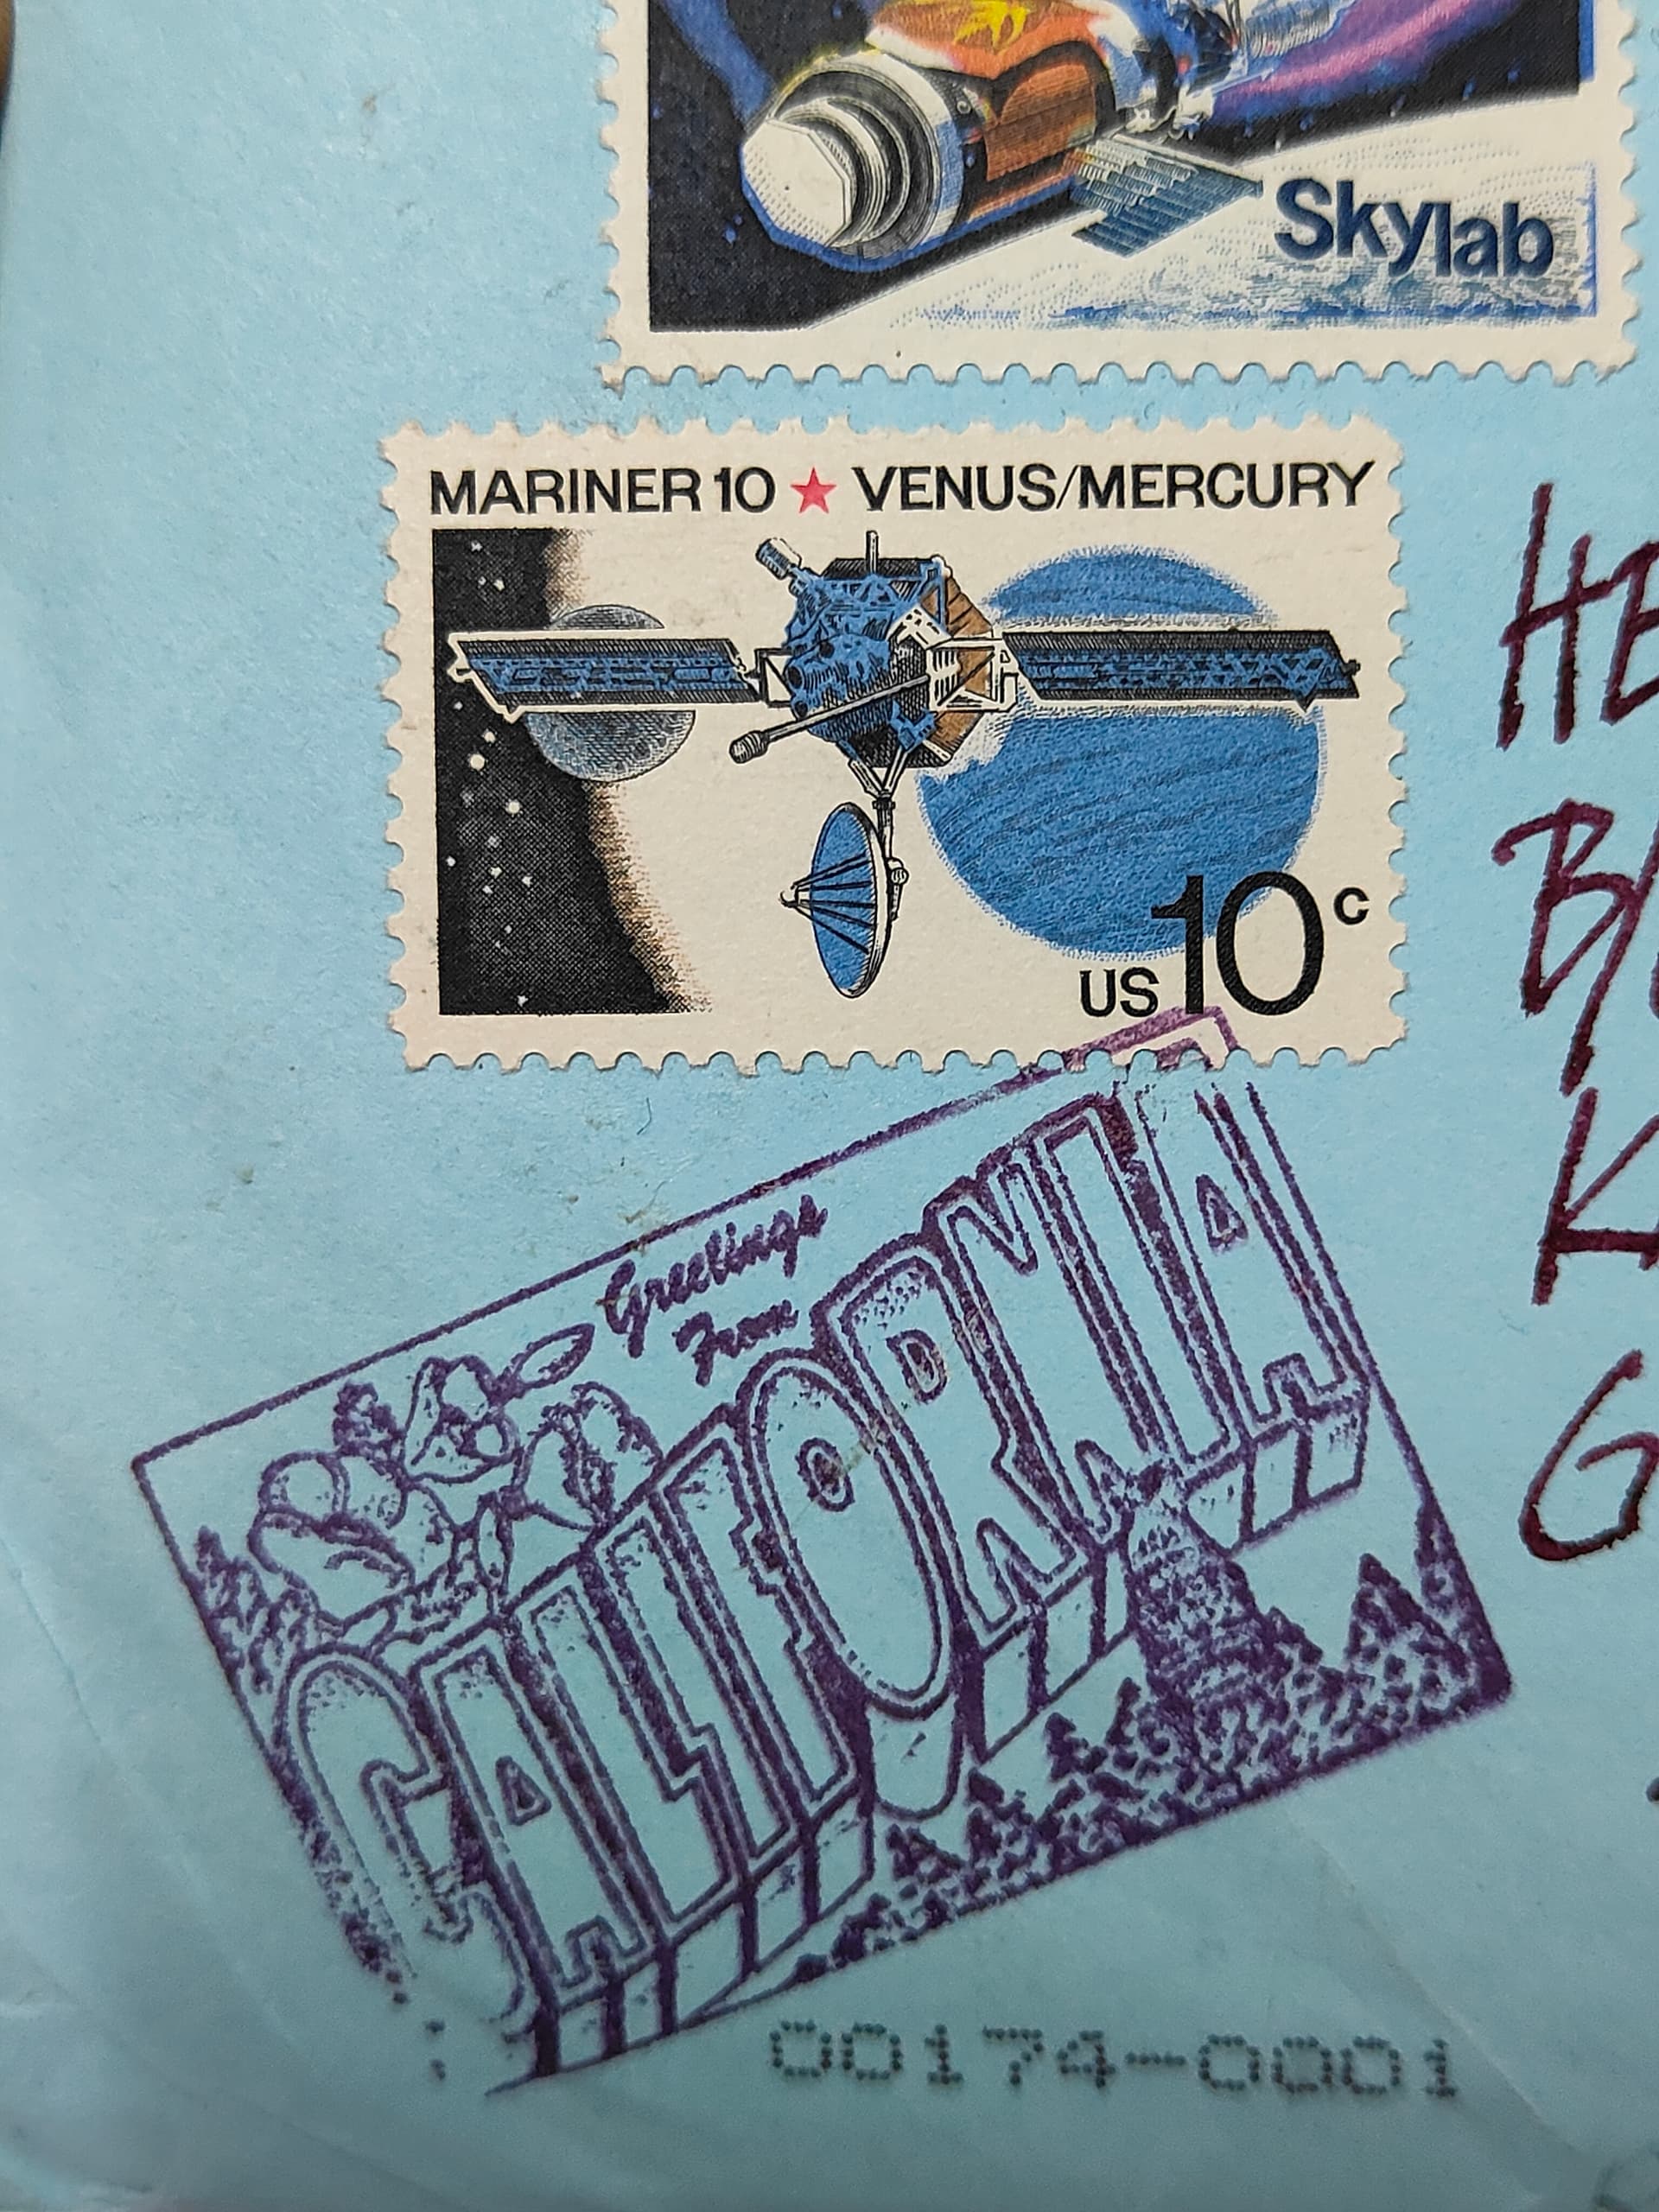 Skylab
MARINER 10 ★ VENUS/MERCURY
US 10c
Greetings
From
CALIFORNIA
00174-0001